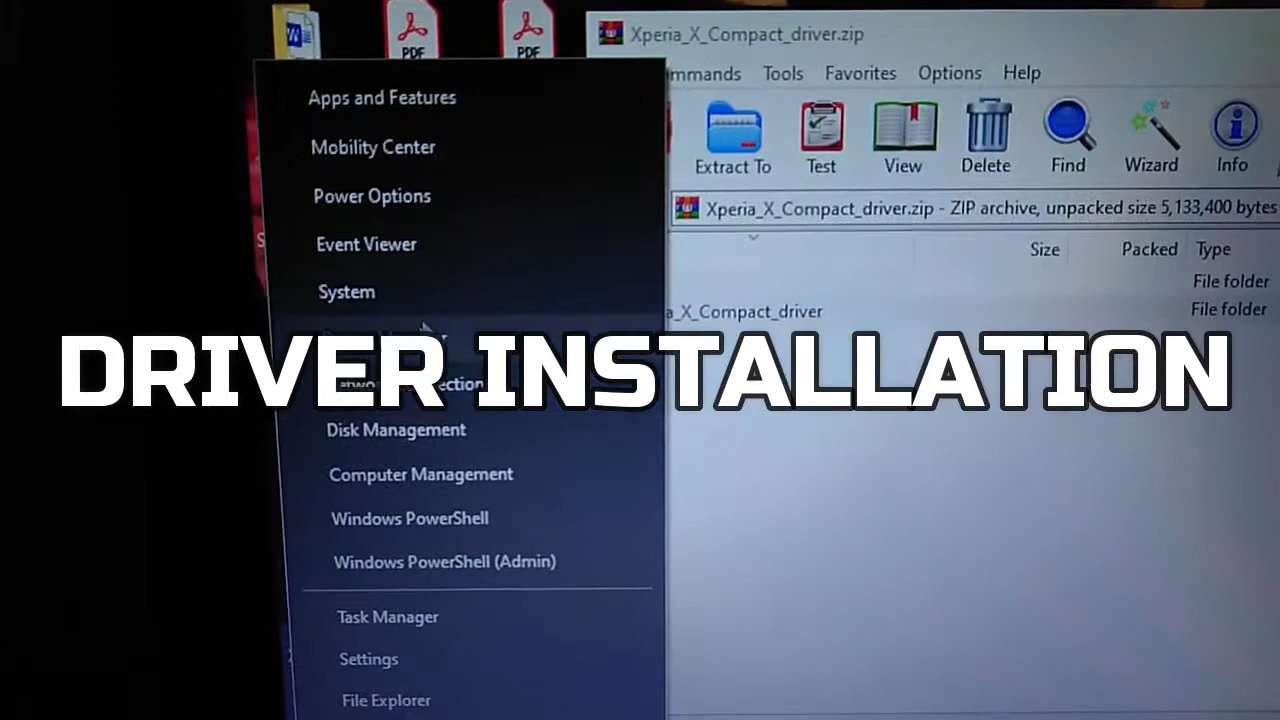 PDF
PDF
Xperia_X_Compact_driver.zip
mmands Tools Favorites Options Help
Extract To Test View Delete Find Wizard Info
Xperia_X_Compact_driver.zip - ZIP archive, unpacked size 5,133,400 bytes
Size Packed Type
File folder
a_X_Compact_driver File folder
Apps and Features
Mobility Center
Power Options
Event Viewer
System
DRIVER INSTALLATION
Disk Management
Computer Management
Windows PowerShell
Windows PowerShell (Admin)
Task Manager
Settings
File Explorer